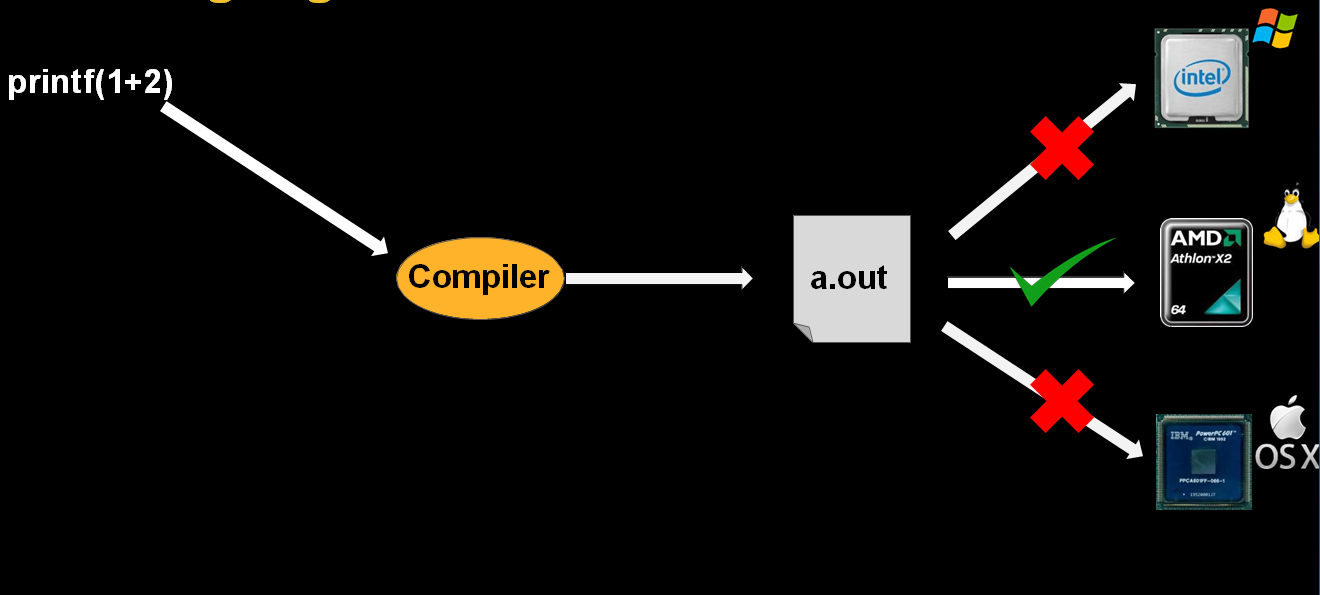 printf(1+2)
Compiler
a.out
intel
AMD
Athlon X2
64
IBM PowerPC 601
OS X